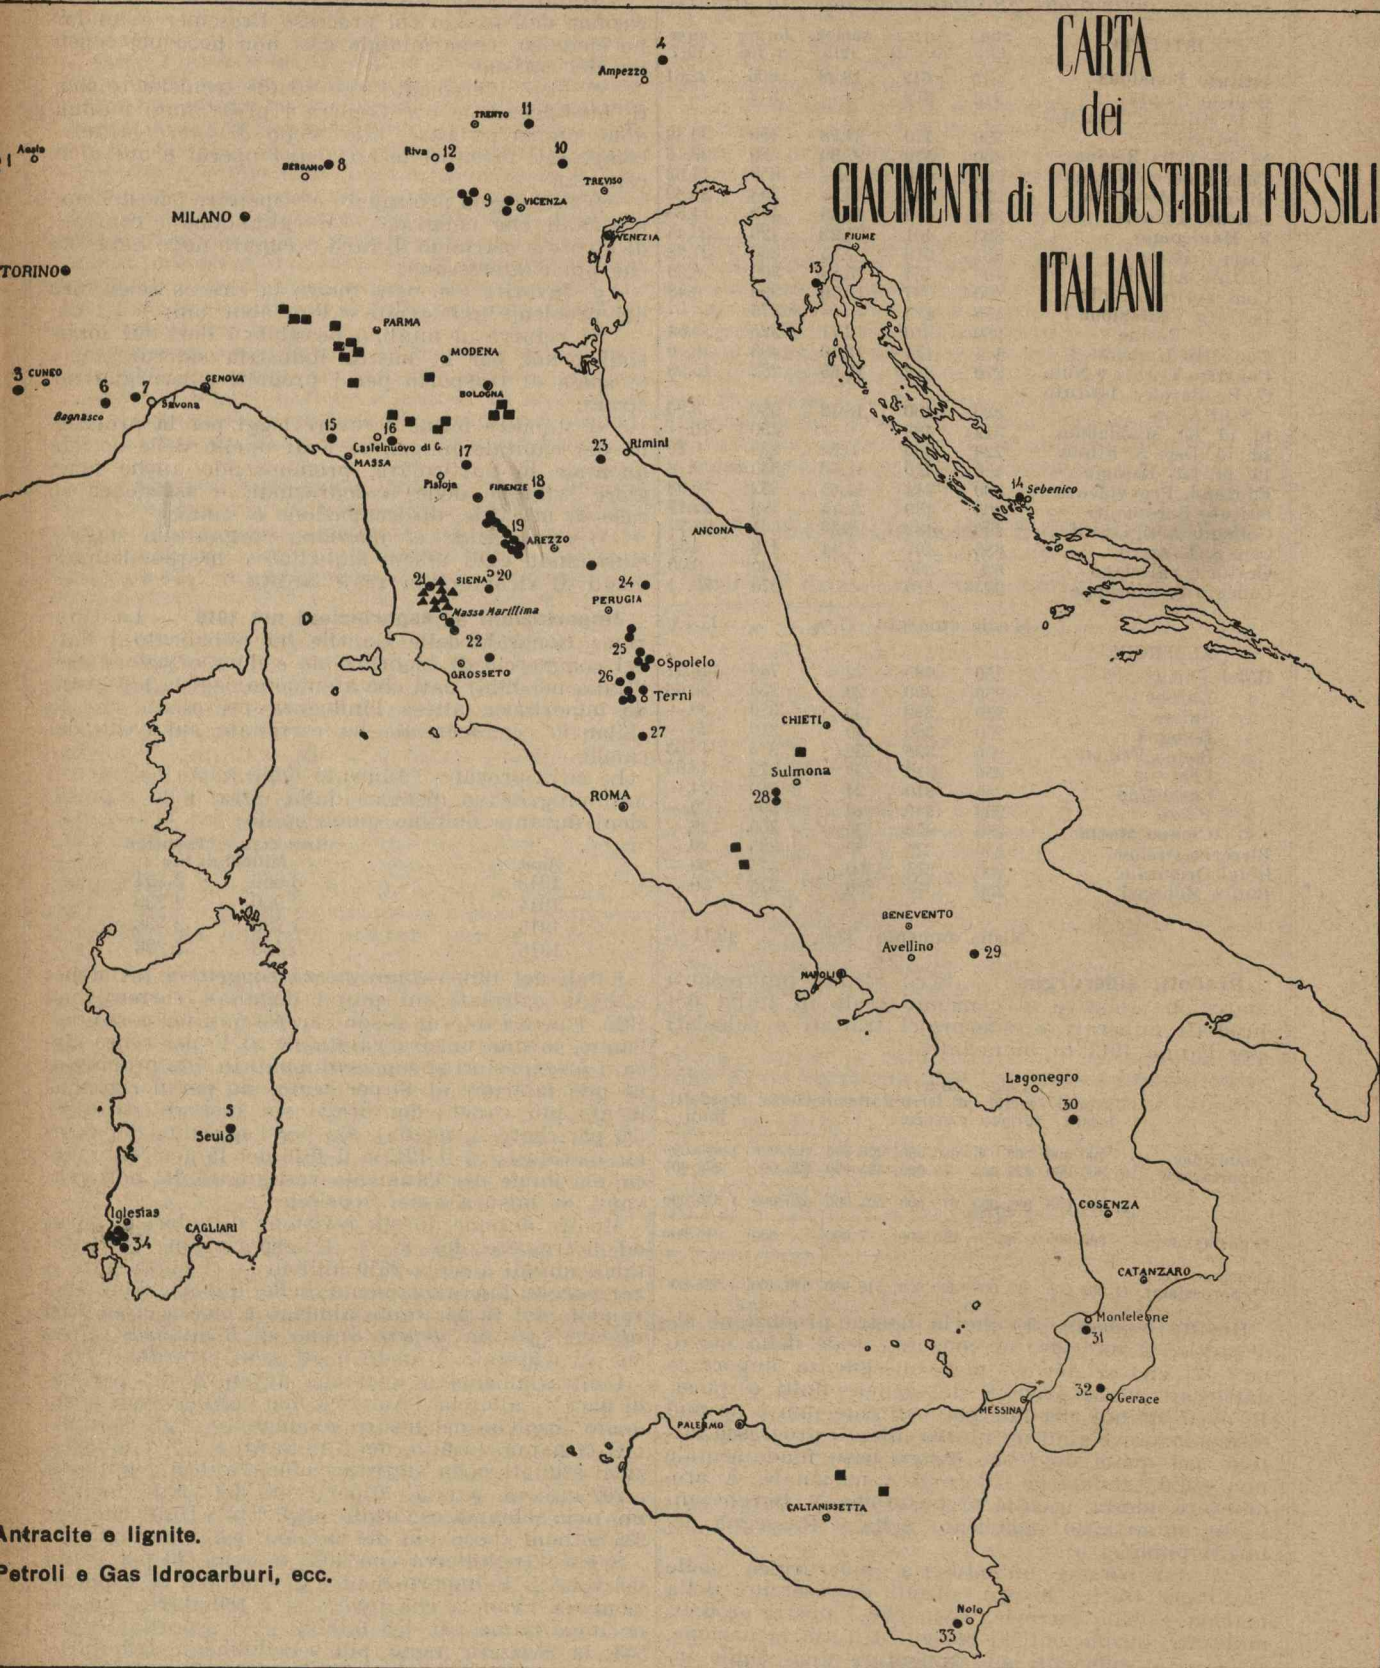 CARTA
dei
GIACIMENTI di COMBUSTIBILI FOSSILI
ITALIANI
4
Ampezzo
TRENTO
11
1
Aosta
BERGAMO 8
Riva 12
10
TREVISO
9 VICENZA
MILANO
VENEZIA
FIUME
13
TORINO
PARMA
MODENA
3 CUNEO
6
7
GENOVA
Savona
Bagnasco
BOLOGNA
15
16
Castelnuovo di G.
MASSA
17
23
Rimini
Pistoja
FIRENZE 18
14 Sebenico
19
AREZZO
ANCONA
21
SIENA 20
24
Massa Marittima
PERUGIA
22
25
Spoleto
GROSSETO
26
Terni
CHIETI
27
Sulmona
28
ROMA
BENEVENTO
Avellino
29
NAPOLI
Lagonegro
30
5
Seui
COSENZA
Iglesias
34
CAGLIARI
CATANZARO
Monteleone
31
32
Gerace
MESSINA
PALERMO
CALTANISSETTA
Antracite e lignite.
Petroli e Gas Idrocarburi, ecc.
Noto
33